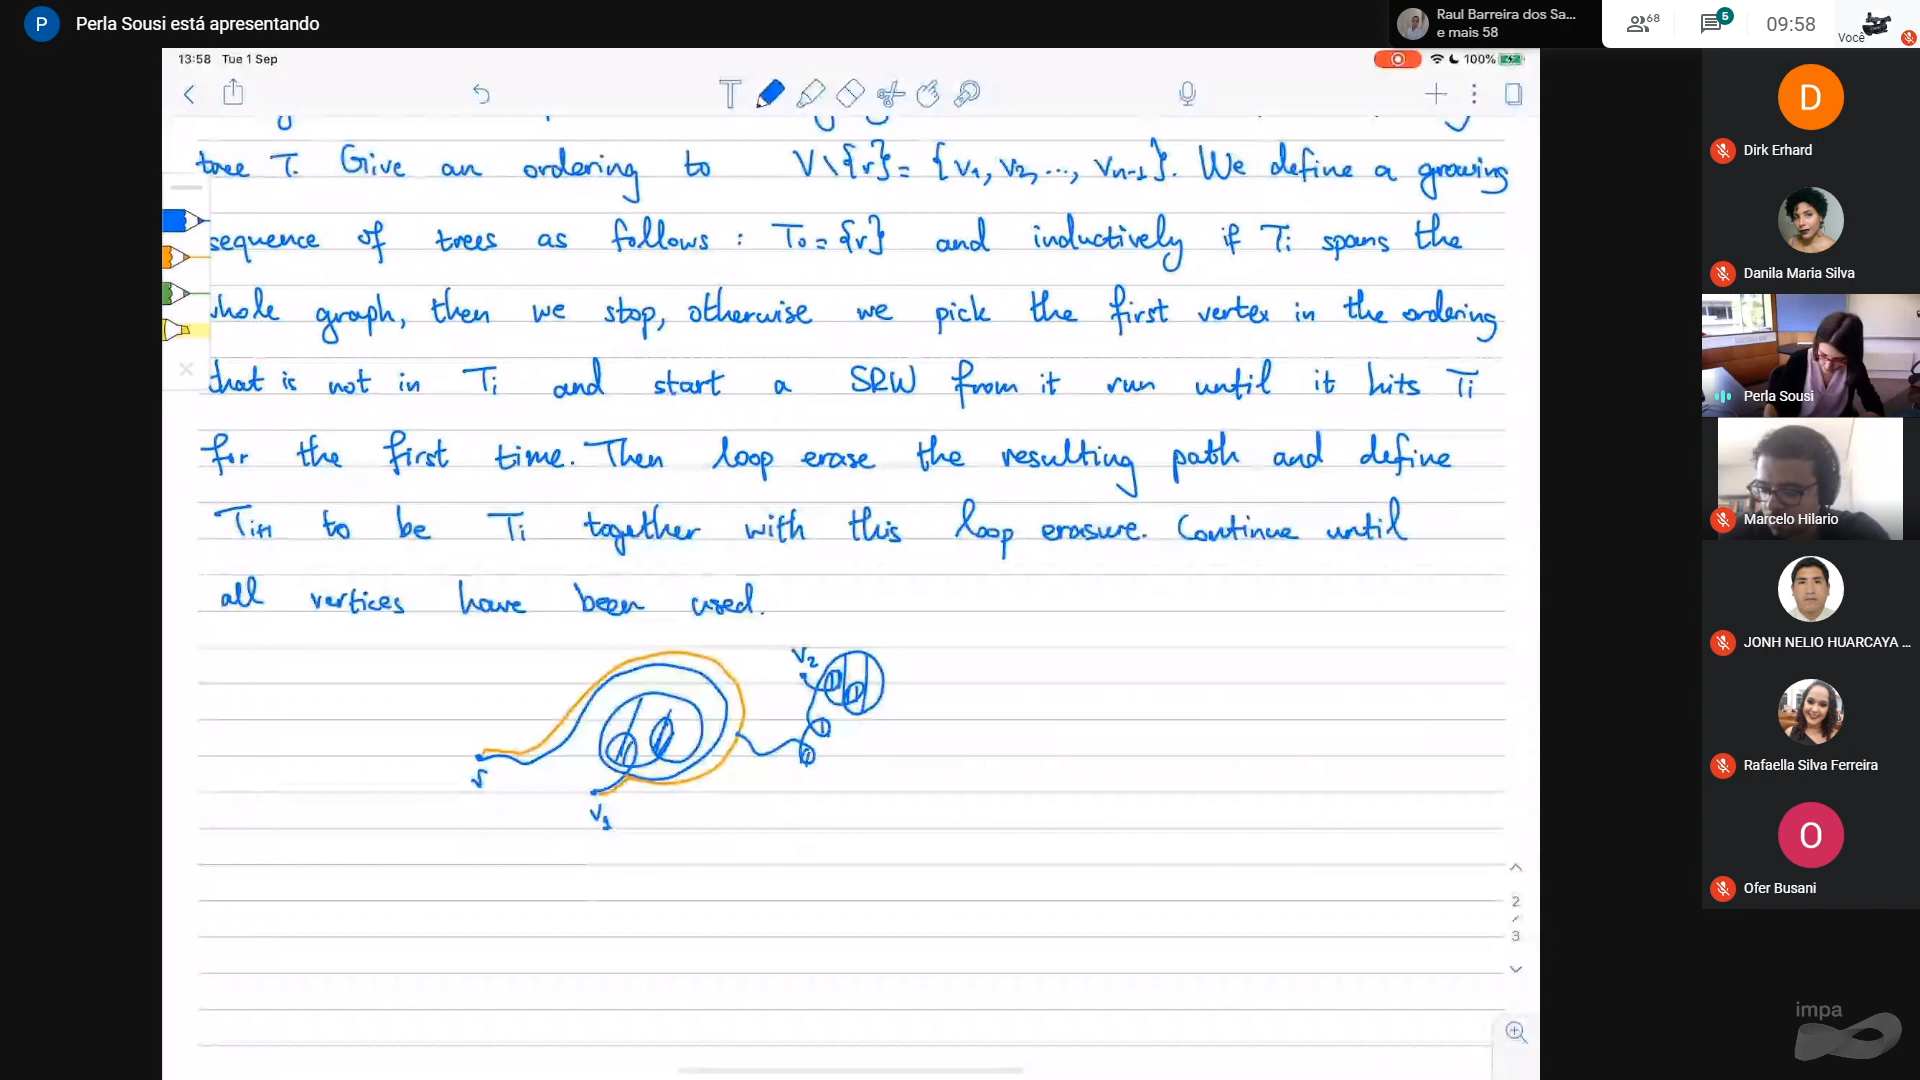 Perla Sousi está apresentando
Raul Barreira dos Sa...
e mais 58
68
5
09:58
Você
13:58 Tue 1 Sep
100%
tree T. Give an ordering to V\{r} = {v1, v2, ..., vn-1}. We define a growing
sequence of trees as follows : T0 = {r} and inductively if Ti spans the
whole graph, then we stop, otherwise we pick the first vertex in the ordering
that is not in Ti and start a SRW from it run until it hits Ti
for the first time. Then loop erase the resulting path and define
Ti+1 to be Ti together with this loop erasure. Continue until
all vertices have been used.
v2
r
v1
2
3
D
Dirk Erhard
Danila Maria Silva
Perla Sousi
Marcelo Hilario
JONH NELIO HUARCAYA ...
Rafaella Silva Ferreira
O
Ofer Busani
impa